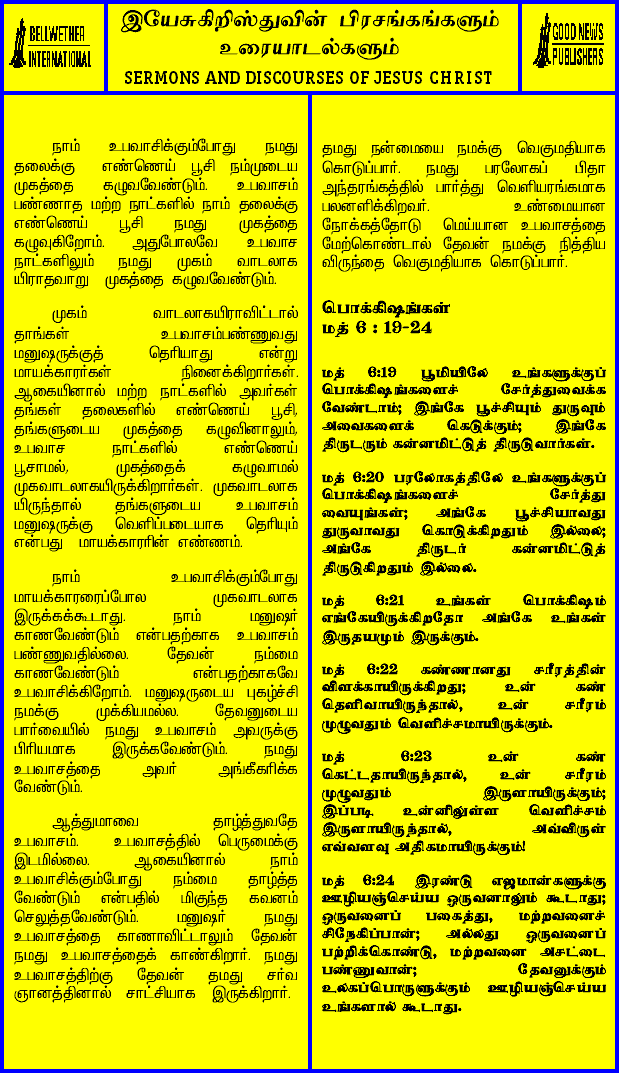 BELLWETHER
INTERNATIONAL
இயேசுகிறிஸ்துவின் பிரசங்கங்களும்
உரையாடல்களும்
SERMONS AND DISCOURSES OF JESUS CHRIST
GOOD NEWS
PUBLISHERS
நாம் உபவாசிக்கும்போது நமது
தலைக்கு எண்ணெய் பூசி நம்முடைய
முகத்தை கழுவவேண்டும். உபவாசம்
பண்ணாத மற்ற நாட்களில் நாம் தலைக்கு
எண்ணெய் பூசி நமது முகத்தை
கழுவுகிறோம். அதுபோலவே உபவாச
நாட்களிலும் நமது முகம் வாடலாக
யிராதவாறு முகத்தை கழுவவேண்டும்.
முகம் வாடலாகயிராவிட்டால்
தாங்கள் உபவாசம்பண்ணுவது
மனுஷருக்குத் தெரியாது என்று
மாயக்காரர்கள் நினைக்கிறார்கள்.
ஆகையினால் மற்ற நாட்களில் அவர்கள்
தங்கள் தலைகளில் எண்ணெய் பூசி,
தங்களுடைய முகத்தை கழுவினாலும்,
உபவாச நாட்களில் எண்ணெய்
பூசாமல், முகத்தைக் கழுவாமல்
முகவாடலாகயிருக்கிறார்கள். முகவாடலாக
யிருந்தால் தங்களுடைய உபவாசம்
மனுஷருக்கு வெளிப்படையாக தெரியும்
என்பது மாயக்காரரின் எண்ணம்.
நாம் உபவாசிக்கும்போது
மாயக்காரரைப்போல முகவாடலாக
இருக்கக்கூடாது. நாம் மனுஷர்
காணவேண்டும் என்பதற்காக உபவாசம்
பண்ணுவதில்லை. தேவன் நம்மை
காணவேண்டும் என்பதற்காகவே
உபவாசிக்கிறோம். மனுஷருடைய புகழ்ச்சி
நமக்கு முக்கியமல்ல. தேவனுடைய
பார்வையில் நமது உபவாசம் அவருக்கு
பிரியமாக இருக்கவேண்டும். நமது
உபவாசத்தை அவர் அங்கீகரிக்க
வேண்டும்.
ஆத்துமாவை தாழ்த்துவதே
உபவாசம். உபவாசத்தில் பெருமைக்கு
இடமில்லை. ஆகையினால் நாம்
உபவாசிக்கும்போது நம்மை தாழ்த்த
வேண்டும் என்பதில் மிகுந்த கவனம்
செலுத்தவேண்டும். மனுஷர் நமது
உபவாசத்தை காணாவிட்டாலும் தேவன்
நமது உபவாசத்தைக் காண்கிறார். நமது
உபவாசத்திற்கு தேவன் தமது சர்வ
ஞானத்தினால் சாட்சியாக இருக்கிறார்.
தமது நன்மையை நமக்கு வெகுமதியாக
கொடுப்பார். நமது பரலோகப் பிதா
அந்தரங்கத்தில் பார்த்து வெளியரங்கமாக
பலனளிக்கிறவர். உண்மையான
நோக்கத்தோடு மெய்யான உபவாசத்தை
மேற்கொண்டால் தேவன் நமக்கு நித்திய
விருந்தை வெகுமதியாக கொடுப்பார்.
பொக்கிஷங்கள்
மத் 6 : 19-24
மத் 6:19 பூமியிலே உங்களுக்குப்
பொக்கிஷங்களைச் சேர்த்துவைக்க
வேண்டாம்; இங்கே பூச்சியும் துருவும்
அவைகளைக் கெடுக்கும்; இங்கே
திருடரும் கன்னமிட்டுத் திருடுவார்கள்.
மத் 6:20 பரலோகத்திலே உங்களுக்குப்
பொக்கிஷங்களைச் சேர்த்து
வையுங்கள்; அங்கே பூச்சியாவது
துருவாவது கெடுக்கிறதும் இல்லை;
அங்கே திருடர் கன்னமிட்டுத்
திருடுகிறதும் இல்லை.
மத் 6:21 உங்கள் பொக்கிஷம்
எங்கேயிருக்கிறதோ அங்கே உங்கள்
இருதயமும் இருக்கும்.
மத் 6:22 கண்ணானது சரீரத்தின்
விளக்காயிருக்கிறது; உன் கண்
தெளிவாயிருந்தால், உன் சரீரம்
முழுவதும் வெளிச்சமாயிருக்கும்.
மத் 6:23 உன் கண்
கெட்டதாயிருந்தால், உன் சரீரம்
முழுவதும் இருளாயிருக்கும்;
இப்படி, உன்னிலுள்ள வெளிச்சம்
இருளாயிருந்தால், அவ்விருள்
எவ்வளவு அதிகமாயிருக்கும்!
மத் 6:24 இரண்டு எஜமான்களுக்கு
ஊழியஞ்செய்ய ஒருவனாலும் கூடாது;
ஒருவனைப் பகைத்து, மற்றவனைச்
சிநேகிப்பான்; அல்லது ஒருவனைப்
பற்றிக்கொண்டு, மற்றவனை அசட்டை
பண்ணுவான்; தேவனுக்கும்
உலகப்பொருளுக்கும் ஊழியஞ்செய்ய
உங்களால் கூடாது.